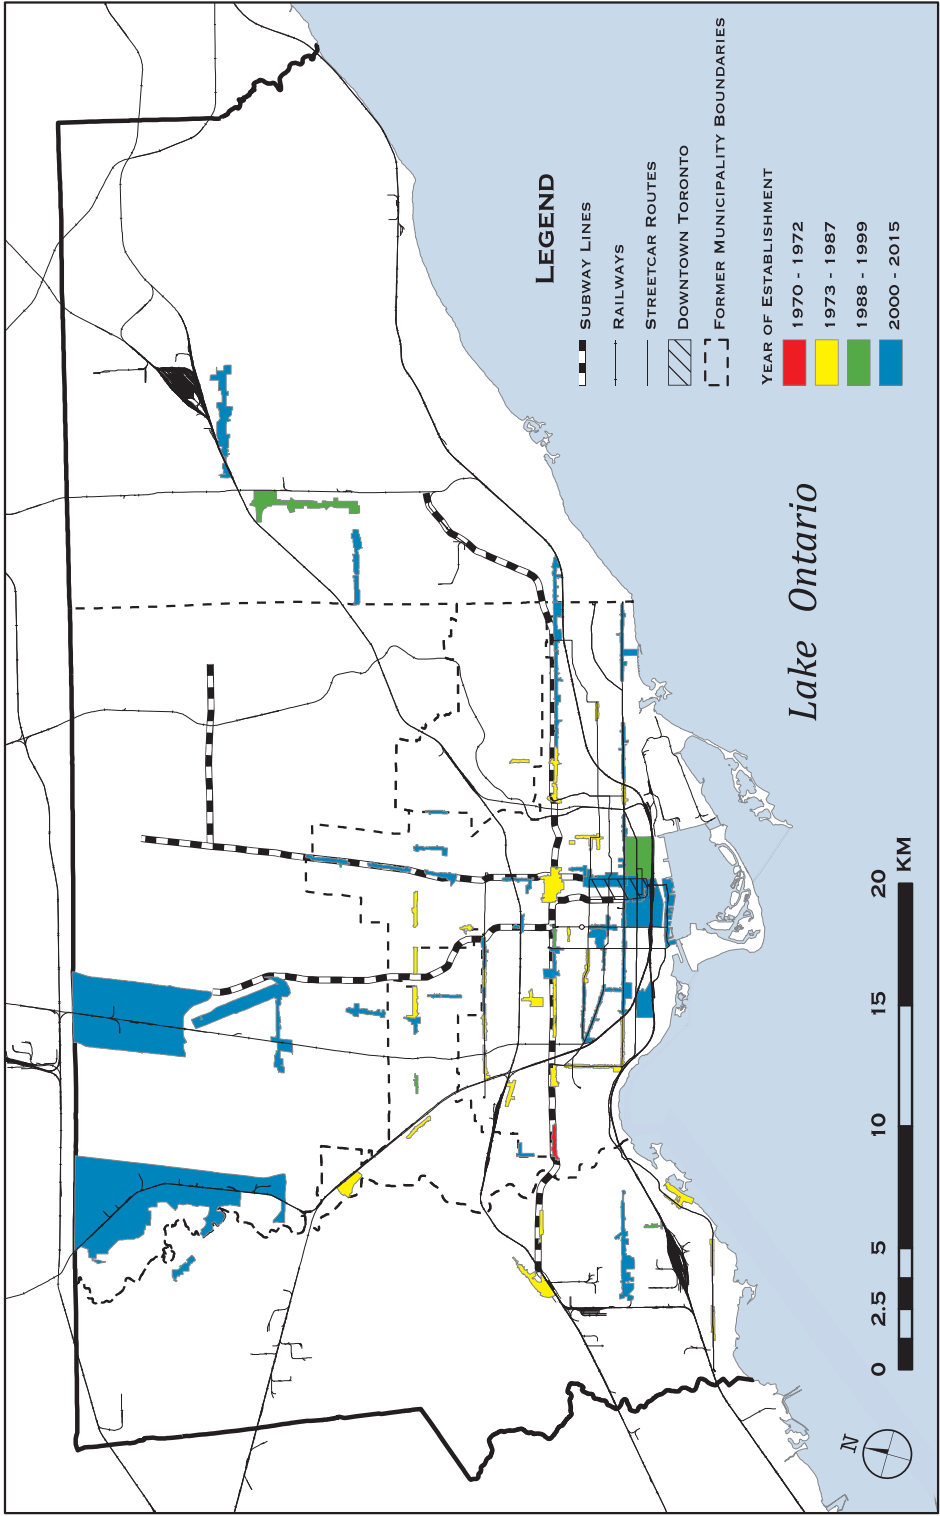 LEGEND
SUBWAY LINES
RAILWAYS
STREETCAR ROUTES
DOWNTOWN TORONTO
FORMER MUNICIPALITY BOUNDARIES
YEAR OF ESTABLISHMENT
1970 - 1972
1973 - 1987
1988 - 1999
2000 - 2015
Lake Ontario
N
0 2.5 5 10 15 20 KM